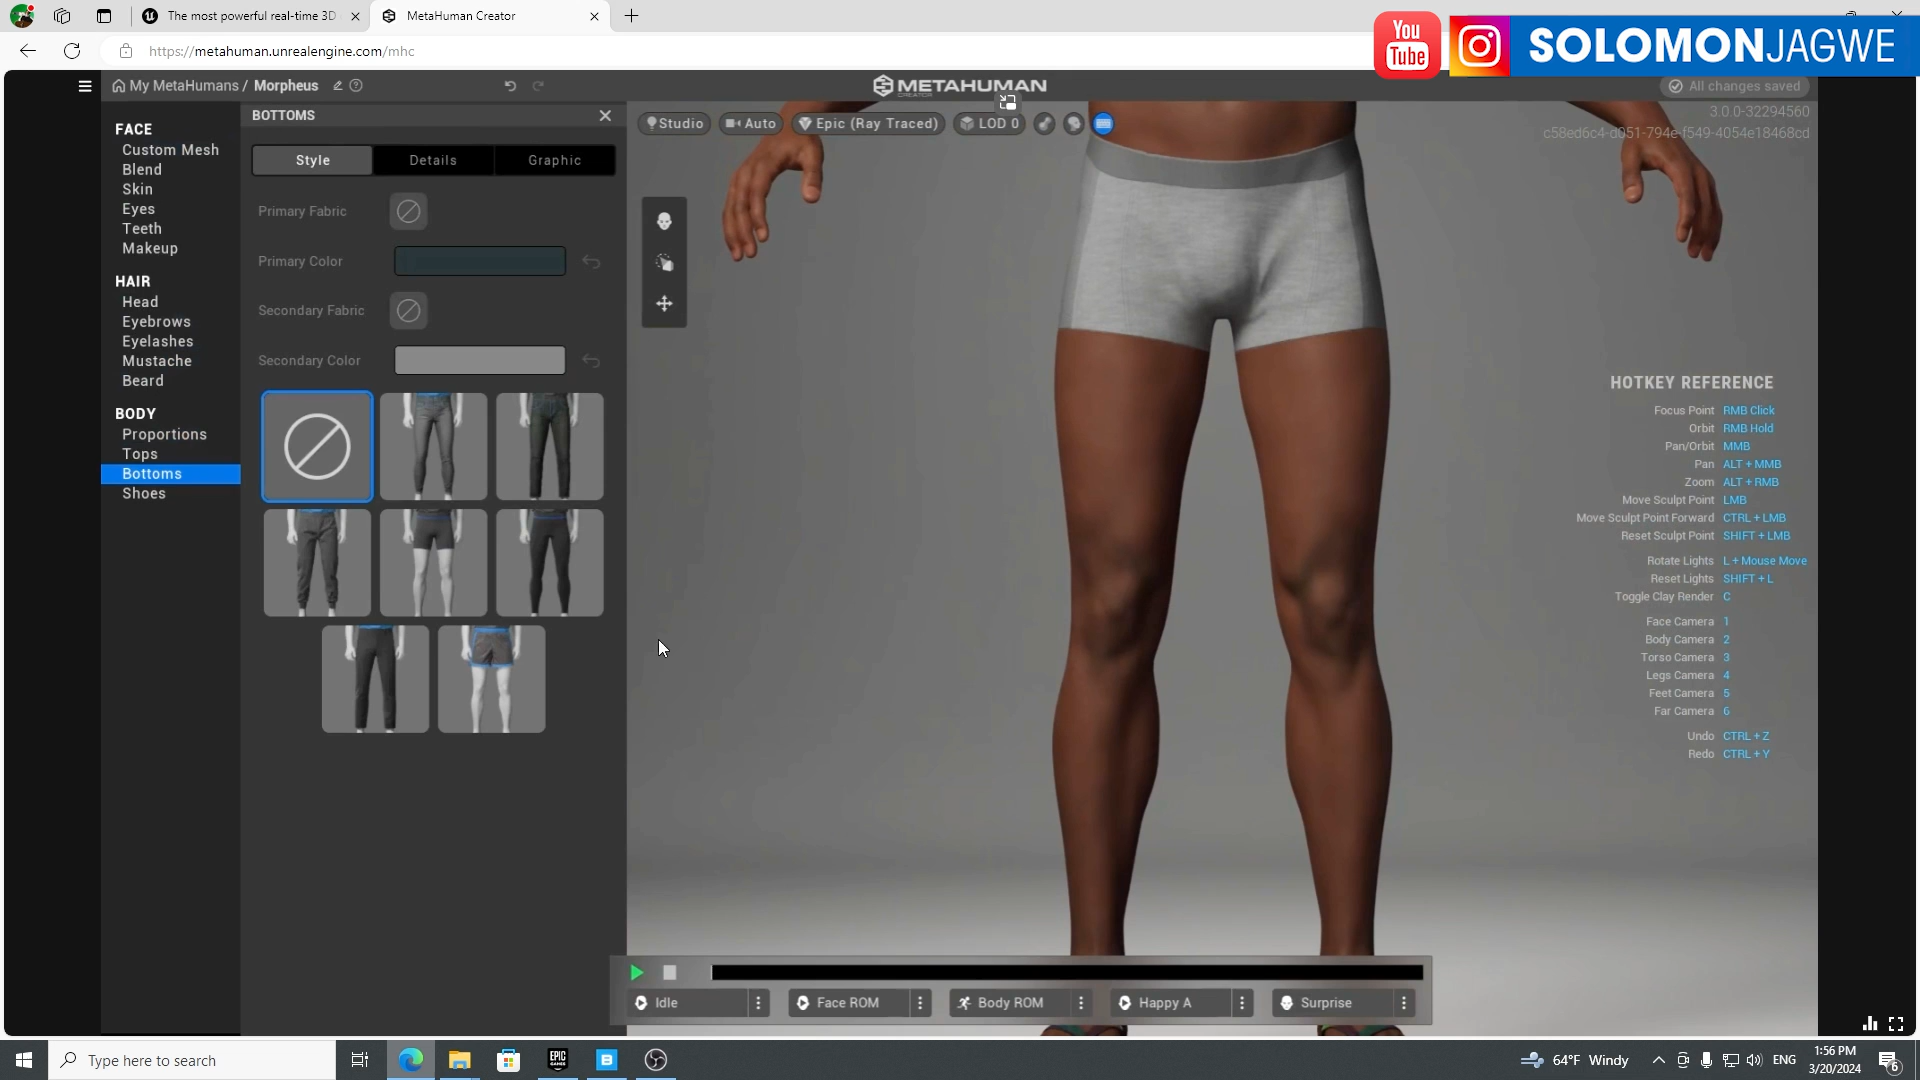 The most powerful real-time 3D
MetaHuman Creator
https://metahuman.unrealengine.com/mhc
You
Tube
SOLOMONJAGWE
My MetaHumans / Morpheus
METAHUMAN
CREATOR
All changes saved
3.0.0-32294560
c58ed6c4-d051-794e-f549-4054e18468cd
FACE
Custom Mesh
Blend
Skin
Eyes
Teeth
Makeup
HAIR
Head
Eyebrows
Eyelashes
Mustache
Beard
BODY
Proportions
Tops
Bottoms
Shoes
BOTTOMS
Style
Details
Graphic
Primary Fabric
Primary Color
Secondary Fabric
Secondary Color
Studio
Auto
Epic (Ray Traced)
LOD 0
HOTKEY REFERENCE
Focus Point RMB Click
Orbit RMB Hold
Pan/Orbit MMB
Pan ALT + MMB
Zoom ALT + RMB
Move Sculpt Point LMB
Move Sculpt Point Forward CTRL + LMB
Reset Sculpt Point SHIFT + LMB
Rotate Lights L + Mouse Move
Reset Lights SHIFT + L
Toggle Clay Render C
Face Camera 1
Body Camera 2
Torso Camera 3
Legs Camera 4
Feet Camera 5
Far Camera 6
Undo CTRL + Z
Redo CTRL + Y
Idle
Face ROM
Body ROM
Happy A
Surprise
Type here to search
EPIC
GAMES
B
64°F Windy
ENG
1:56 PM
3/20/2024
6